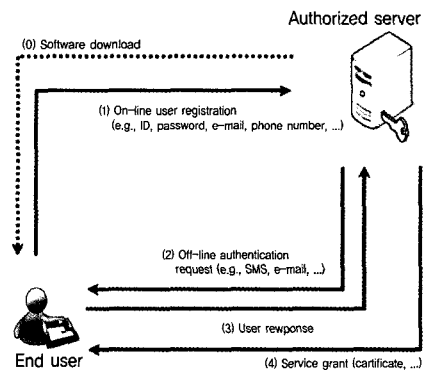 Authorized server
(0) Software download
(1) On-line user registration
(e.g., ID, password, e-mail, phone number, ...)
(2) Off-line authentication
request (e.g., SMS, e-mail, ...)
(3) User rewponse
End user
(4) Service grant (cartificate, ...)